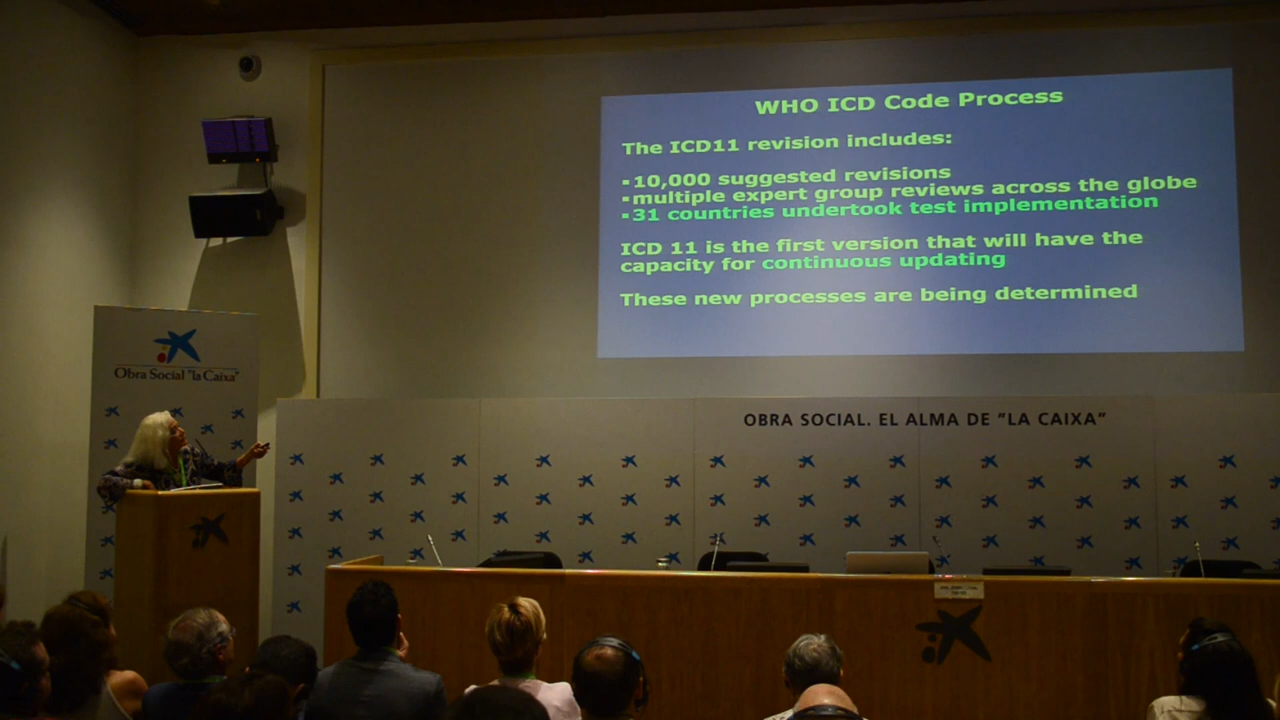 WHO ICD Code Process
The ICD11 revision includes:
▪10,000 suggested revisions
▪multiple expert group reviews across the globe
▪31 countries undertook test implementation
ICD 11 is the first version that will have the
capacity for continuous updating
These new processes are being determined
Obra Social "la Caixa"
OBRA SOCIAL. EL ALMA DE "LA CAIXA"